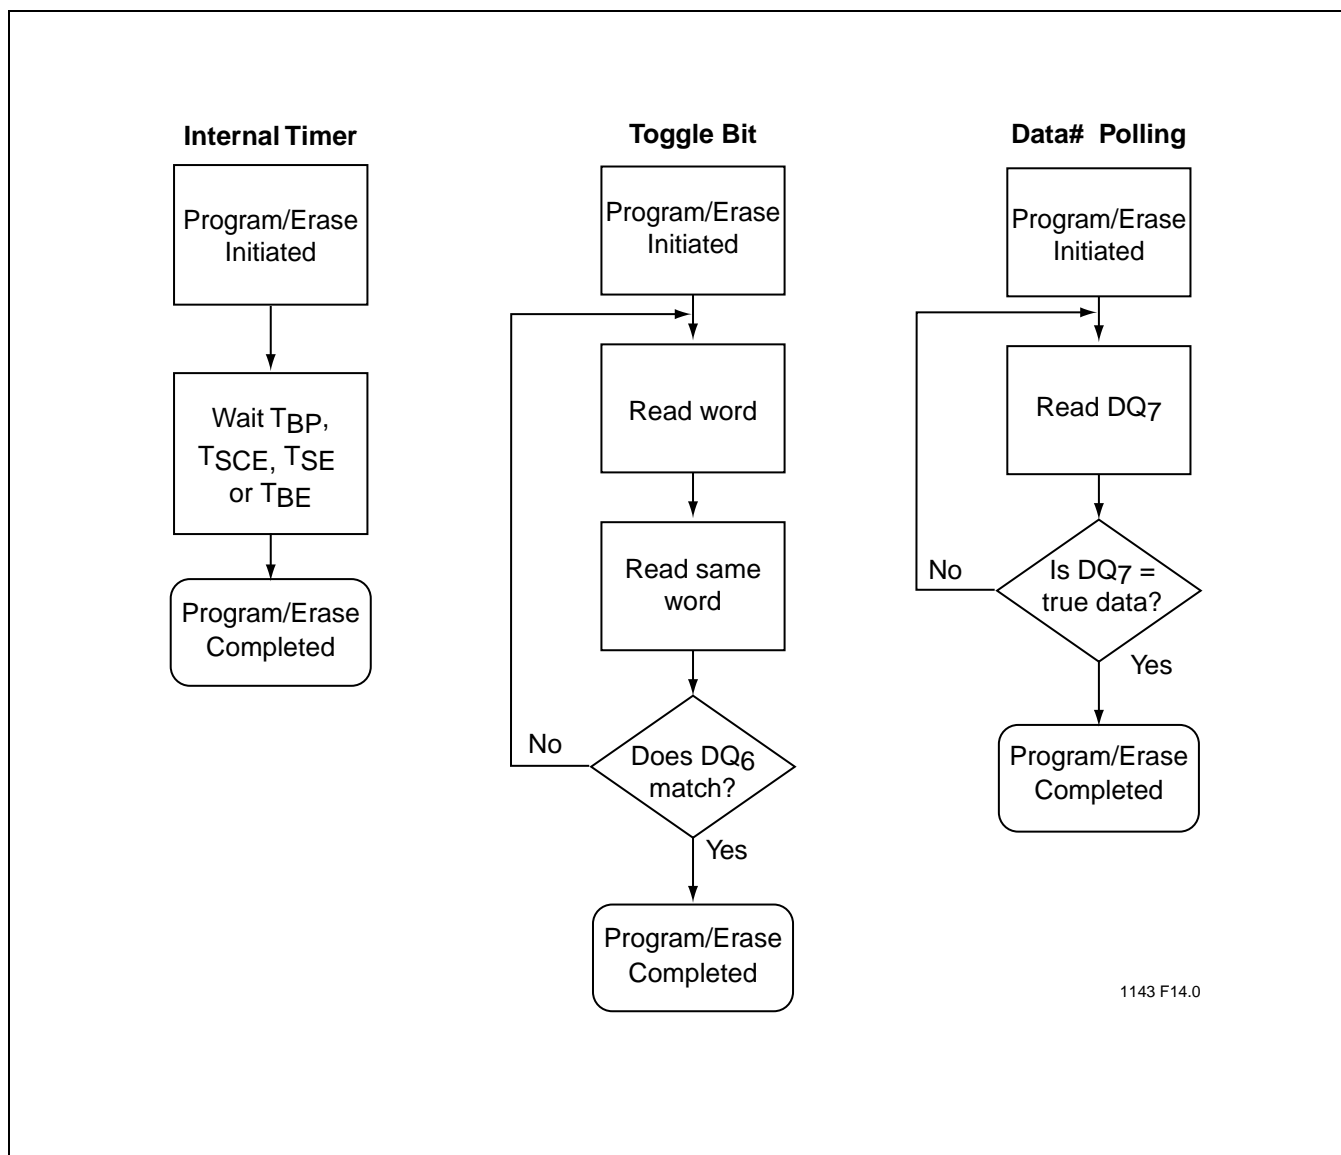 Internal Timer
Program/Erase
Initiated
Wait TBP,
TSCE, TSE
or TBE
Program/Erase
Completed
Toggle Bit
Program/Erase
Initiated
Read word
Read same
word
Does DQ6
match?
No
Yes
Program/Erase
Completed
Data# Polling
Program/Erase
Initiated
Read DQ7
Is DQ7 =
true data?
No
Yes
Program/Erase
Completed
1143 F14.0